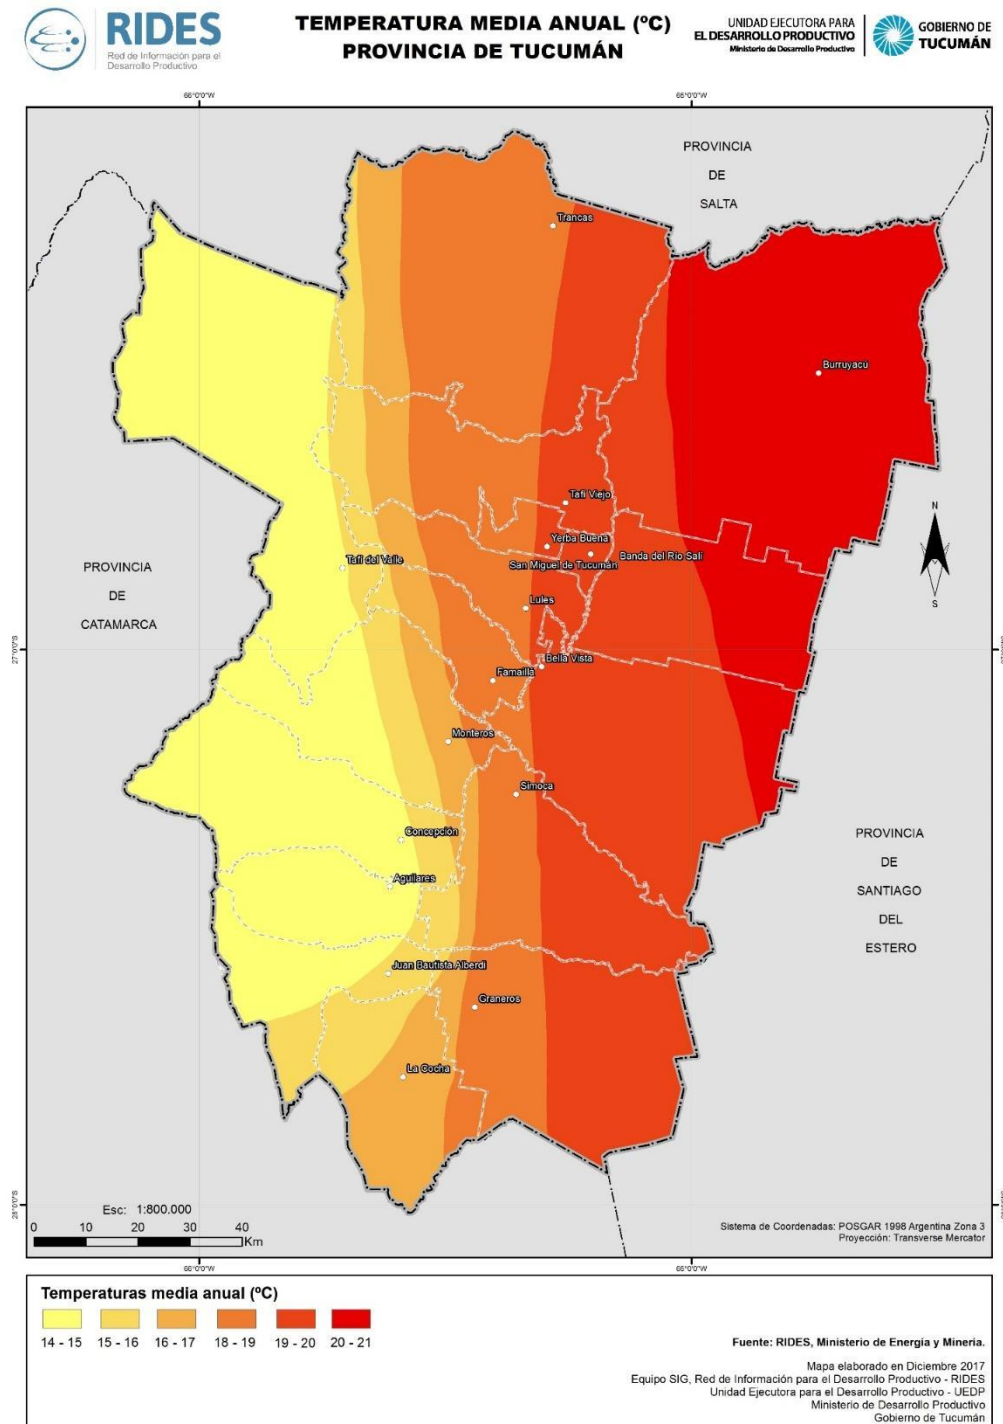 RIDES
Red de Información para el
Desarrollo Productivo
TEMPERATURA MEDIA ANUAL (ºC)
PROVINCIA DE TUCUMÁN
UNIDAD EJECUTORA PARA
EL DESARROLLO PRODUCTIVO
Ministerio de Desarrollo Productivo
GOBIERNO DE
TUCUMÁN
66°0'0"W
65°0'0"W
PROVINCIA
DE
SALTA
Trancas
Burruyacú
Tafí Viejo
Yerba Buena
Banda del Río Salí
San Miguel de Tucumán
Tafí del Valle
PROVINCIA
DE
CATAMARCA
N
S
Lules
27°0'0"S
Bella Vista
Famaillá
Monteros
Simoca
Concepción
PROVINCIA
DE
SANTIAGO
DEL
ESTERO
Aguilares
Juan Bautista Alberdi
Graneros
La Cocha
28°0'0"S
Esc: 1:800.000
0 10 20 30 40
Km
Sistema de Coordenadas: POSGAR 1998 Argentina Zona 3
Proyección: Transverse Mercator
66°0'0"W
65°0'0"W
Temperaturas media anual (ºC)
14 - 15 15 - 16 16 - 17 18 - 19 19 - 20 20 - 21
Fuente: RIDES, Ministerio de Energía y Minería.
Mapa elaborado en Diciembre 2017
Equipo SIG, Red de Información para el Desarrollo Productivo - RIDES
Unidad Ejecutora para el Desarrollo Productivo - UEDP
Ministerio de Desarrollo Productivo
Gobierno de Tucumán